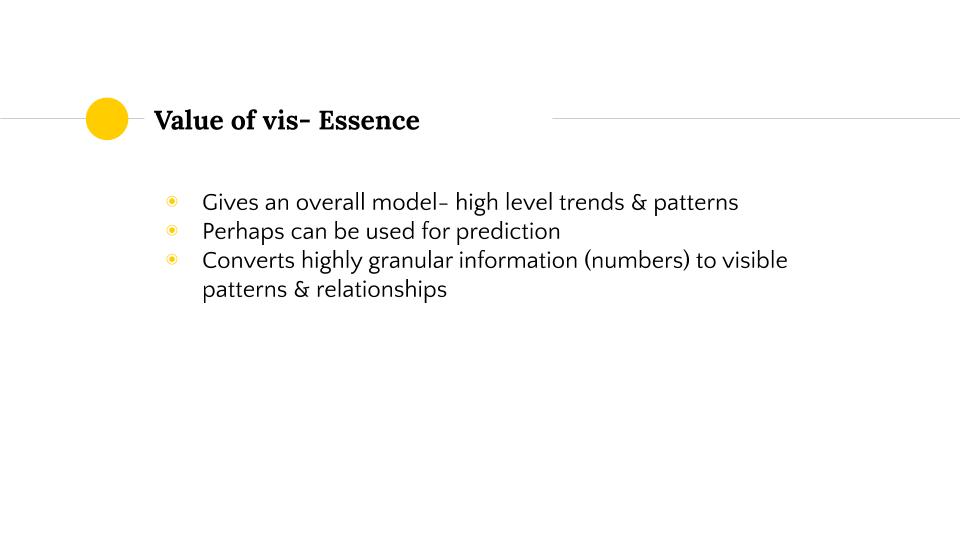 Value of vis- Essence
Gives an overall model- high level trends & patterns
Perhaps can be used for prediction
Converts highly granular information (numbers) to visible
patterns & relationships